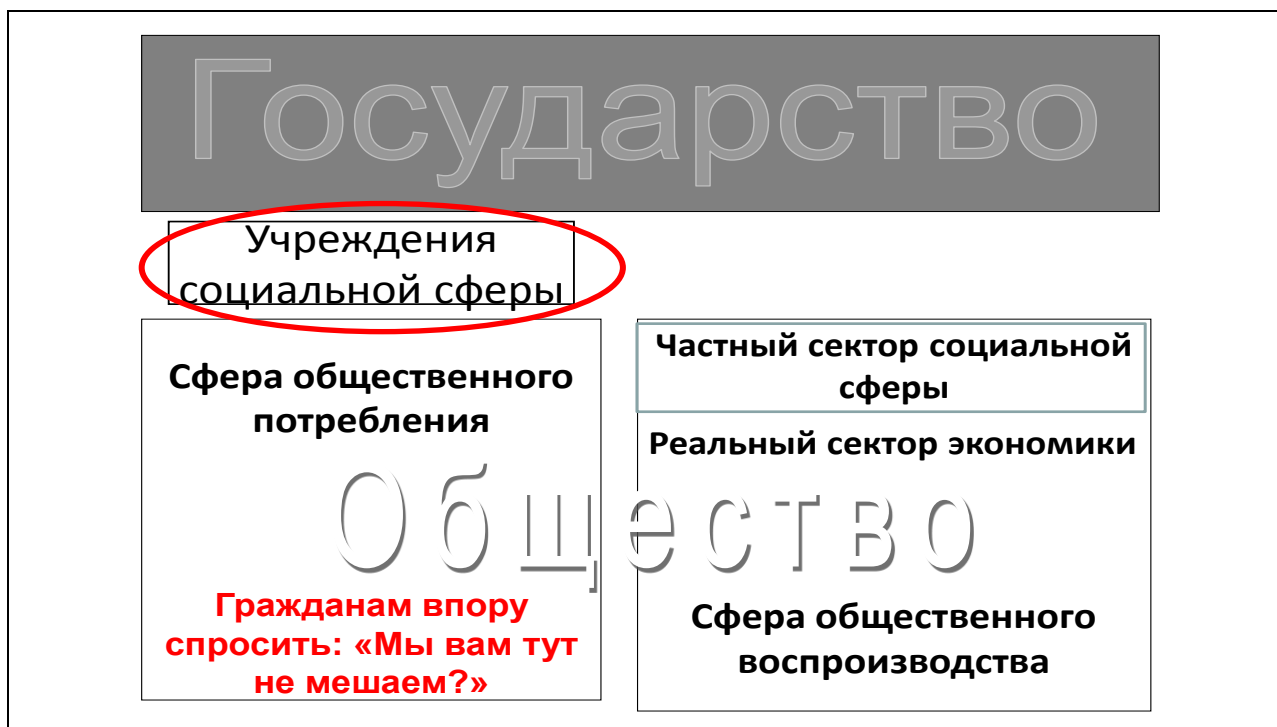 Государство
Учреждения
социальной сферы
Сфера общественного
потребления
Частный сектор социальной
сферы
Реальный сектор экономики
Общество
Гражданам впору
спросить: «Мы вам тут
не мешаем?»
Сфера общественного
воспроизводства